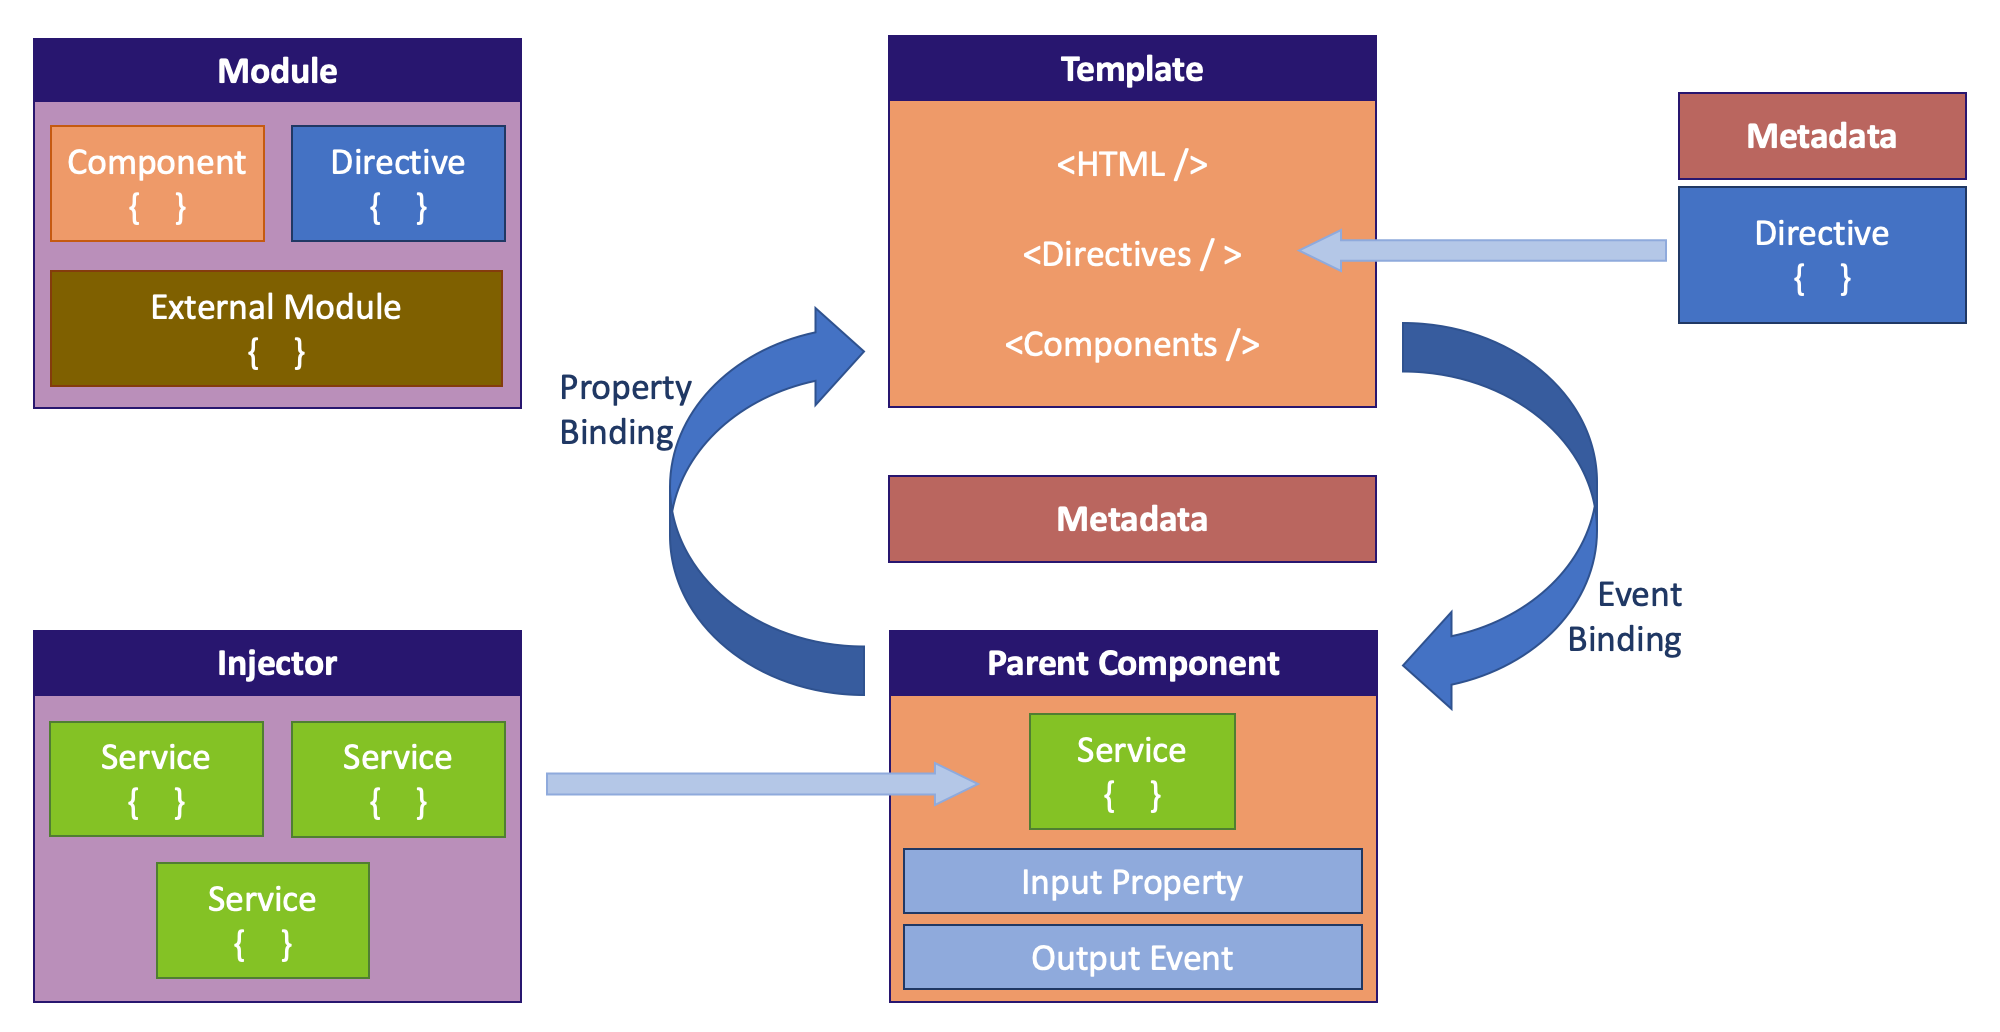 Module
Component
{ }
Directive
{ }
External Module
{ }
Template
<HTML />
<Directives / >
<Components />
Metadata
Directive
{ }
Property
Binding
Metadata
Event
Binding
Injector
Service
{ }
Service
{ }
Service
{ }
Parent Component
Service
{ }
Input Property
Output Event